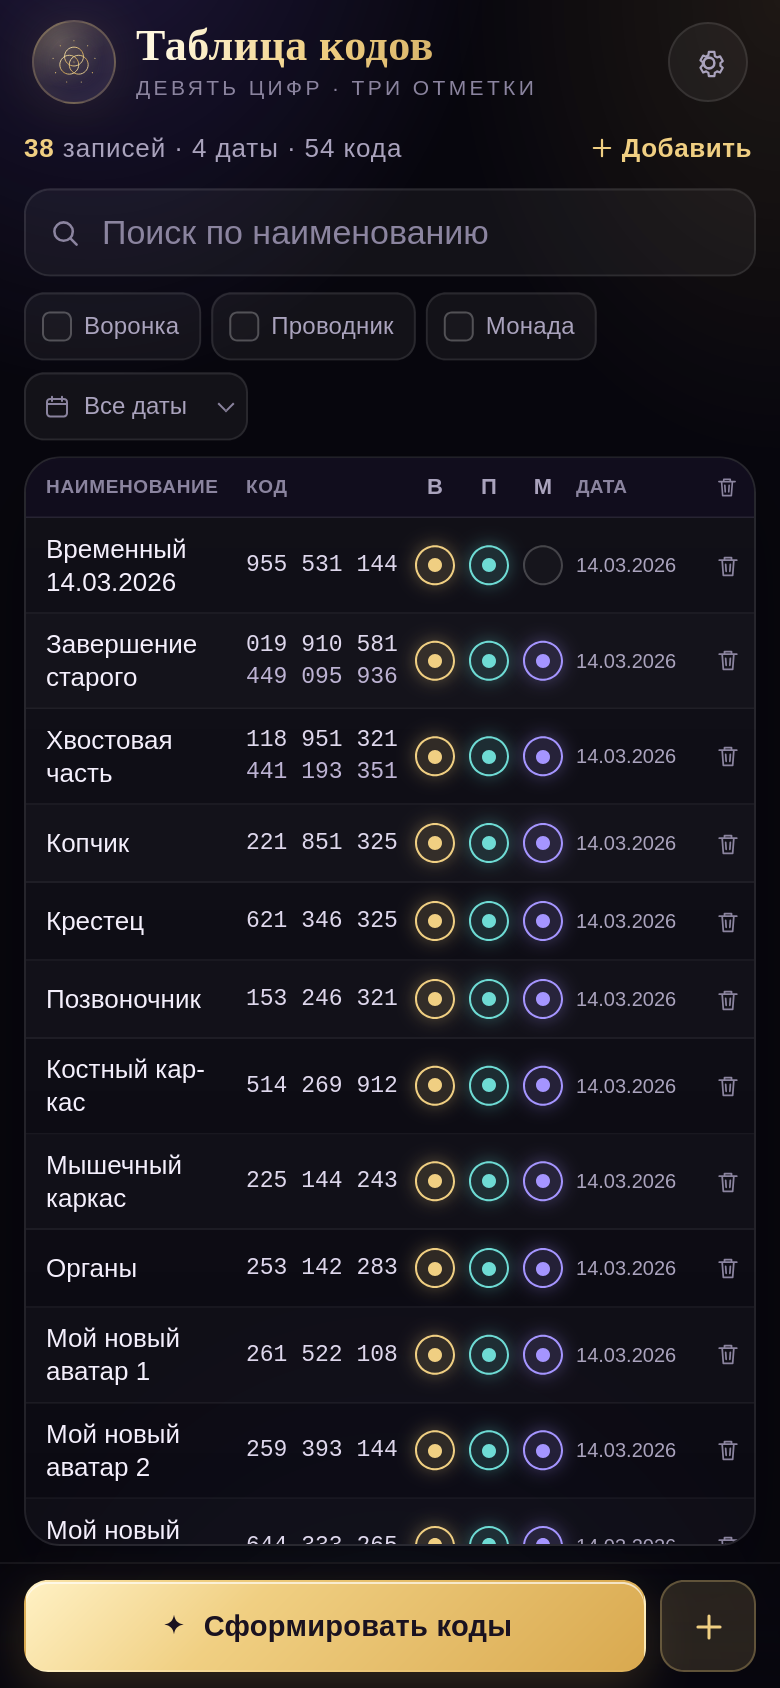 Таблица кодов
ДЕВЯТЬ ЦИФР · ТРИ ОТМЕТКИ
38 записей · 4 даты · 54 кода
+ Добавить
Поиск по наименованию
Воронка Проводник Монада
Все даты
НАИМЕНОВАНИЕ КОД В П М ДАТА
Временный
14.03.2026
955 531 144
14.03.2026
Завершение
старого
019 910 581
449 095 936
14.03.2026
Хвостовая
часть
118 951 321
441 193 351
14.03.2026
Копчик 221 851 325 14.03.2026
Крестец 621 346 325 14.03.2026
Позвоночник 153 246 321 14.03.2026
Костный кар-
кас
514 269 912
14.03.2026
Мышечный
каркас
225 144 243
14.03.2026
Органы 253 142 283 14.03.2026
Мой новый
аватар 1
261 522 108
14.03.2026
Мой новый
аватар 2
259 393 144
14.03.2026
Мой новый
644 333 265
14.03.2026
Сформировать коды
+